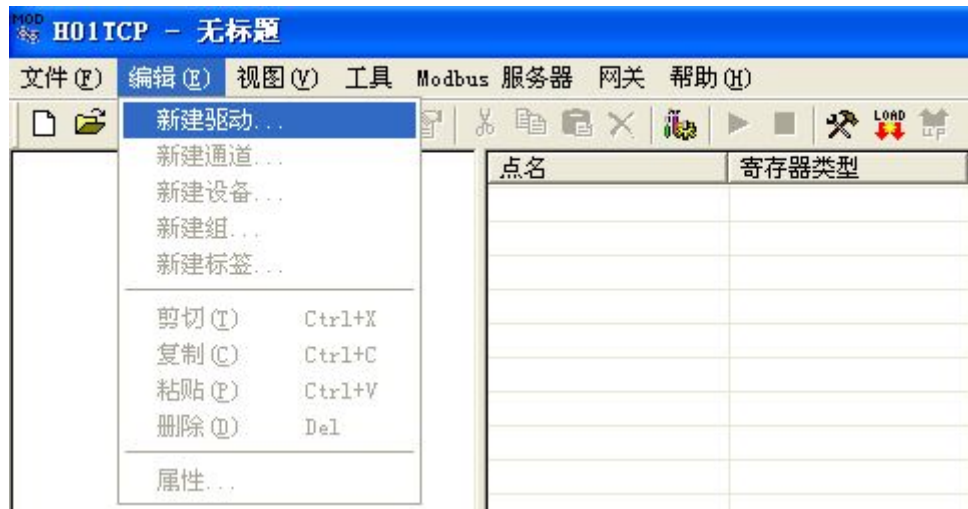 MOD
H01TCP - 无标题
文件(F) 编辑(E) 视图(V) 工具 Modbus 服务器 网关 帮助(H)
LOAD
UP
新建驱动...
新建通道...
新建设备...
新建组...
新建标签...
剪切(T) Ctrl+X
复制(C) Ctrl+C
粘贴(P) Ctrl+V
删除(D) Del
属性...
点名 寄存器类型